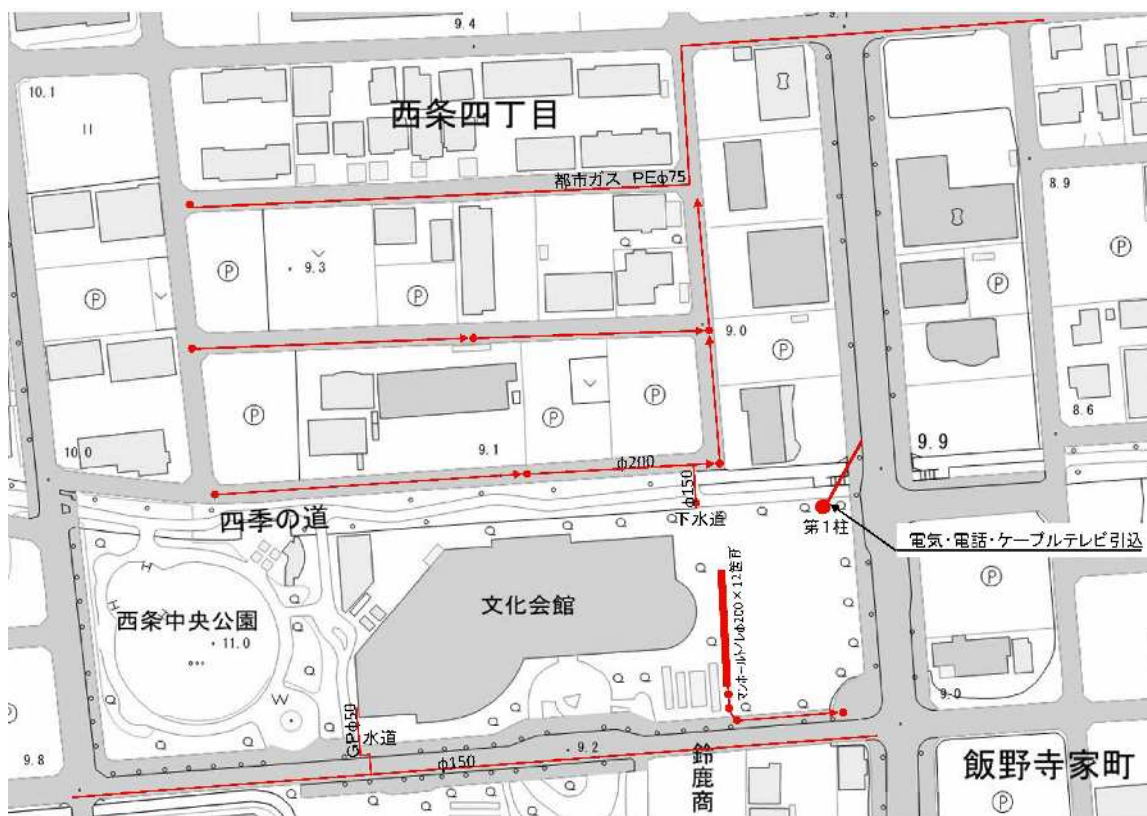 9.4
9.1
10.1
西条四丁目
都市ガス PEφ75
8.9
Ⓟ
Ⓟ
9.3
Ⓟ
Ⓟ
Ⓟ
9.0
Ⓟ
Ⓟ
Ⓟ
Ⓟ
8.6
10.0
9.1
9.9
φ200
φ150
四季の道
下水道
第1柱
電気・電話・ケーブルテレビ引込
Ⓟ
文化会館
マンホールトイレφ200×12箇所
西条中央公園
11.0
9.0
GPφ50
水道
9.8
φ150
9.2
鈴鹿商
飯野寺家町
Ⓟ